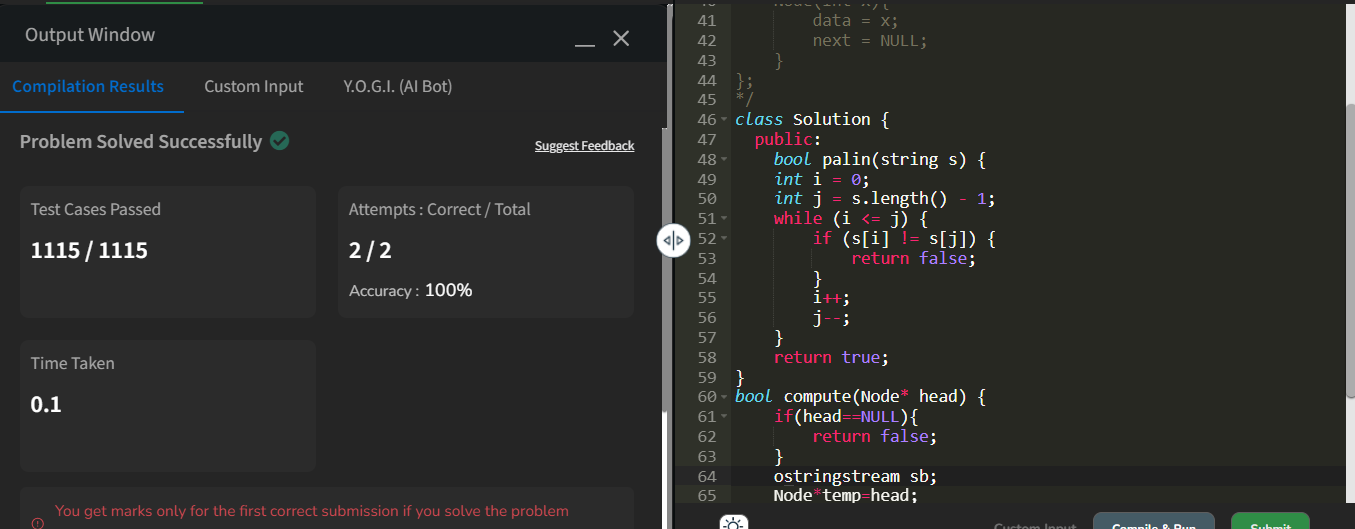 Output Window
Compilation Results Custom Input Y.O.G.I. (AI Bot)
Problem Solved Successfully
Suggest Feedback
Test Cases Passed
1115 / 1115
Attempts : Correct / Total
2 / 2
Accuracy : 100%
Time Taken
0.1
You get marks only for the first correct submission if you solve the problem
40 Node(int x){
41 data = x;
42 next = NULL;
43 }
44 };
45 */
46 class Solution {
47 public:
48 bool palin(string s) {
49 int i = 0;
50 int j = s.length() - 1;
51 while (i <= j) {
52 if (s[i] != s[j]) {
53 return false;
54 }
55 i++;
56 j--;
57 }
58 return true;
59 }
60 bool compute(Node* head) {
61 if(head==NULL){
62 return false;
63 }
64 ostringstream sb;
65 Node*temp=head;
Custom Input Compile & Run Submit